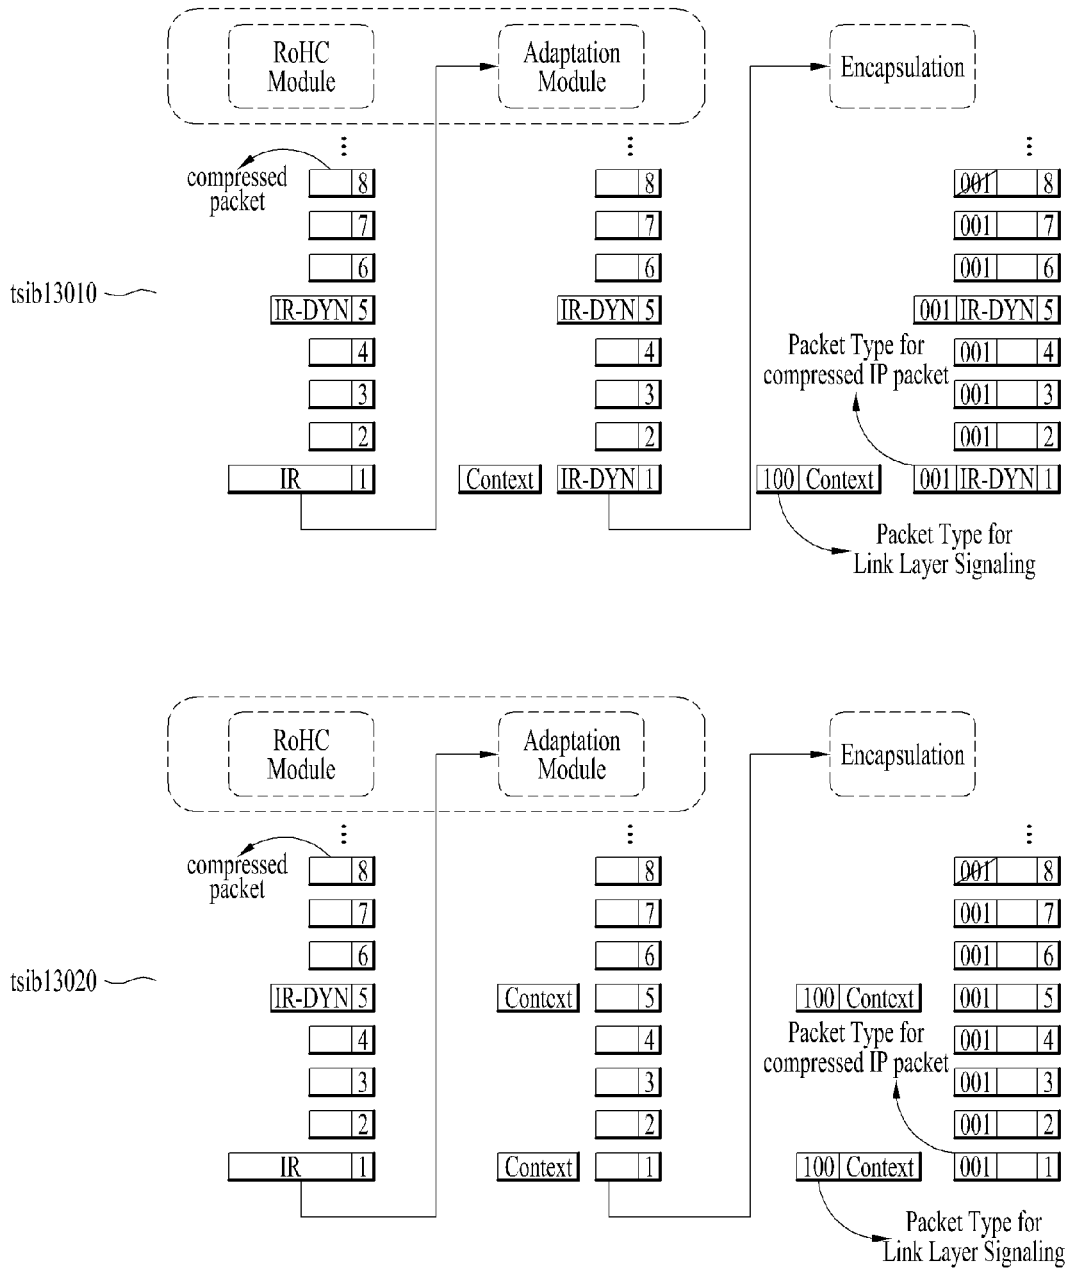 RoHC Module
Adaptation Module
Encapsulation
compressed packet
8 8 001 8
7 7 001 7
6 6 001 6
tsib13010
IR-DYN 5 IR-DYN 5 001 IR-DYN 5
4 4 001 4
Packet Type for
compressed IP packet
3 3 001 3
2 2 001 2
IR 1 Context IR-DYN 1 100 Context 001 IR-DYN 1
Packet Type for
Link Layer Signaling
RoHC Module
Adaptation Module
Encapsulation
compressed packet
8 8 001 8
7 7 001 7
6 6 001 6
tsib13020
IR-DYN 5 Context 5 100 Context 001 5
4 4 001 4
Packet Type for
compressed IP packet
3 3 001 3
2 2 001 2
IR 1 Context 1 100 Context 001 1
Packet Type for
Link Layer Signaling